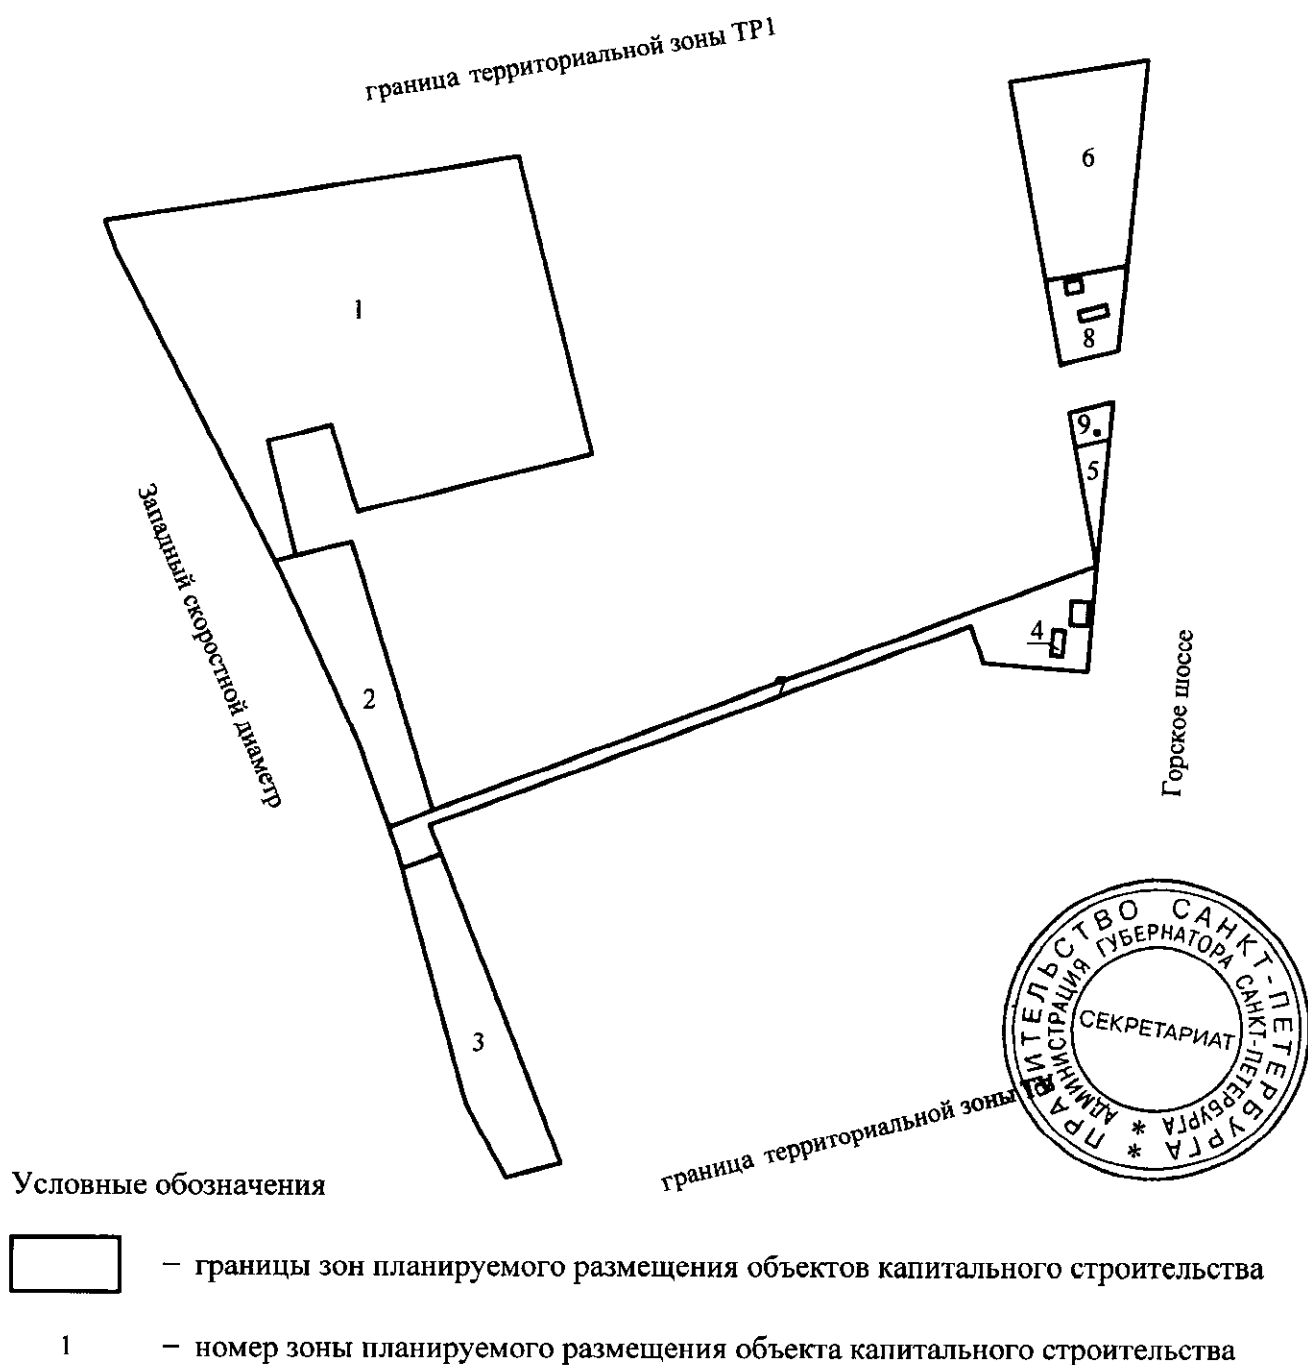 граница территориальной зоны ТР1
6
1
8
9.
5
Западный скоростной диаметр
4
2
7
Горское шоссе
3
ПРАВИТЕЛЬСТВО САНКТ-ПЕТЕРБУРГА *
АДМИНИСТРАЦИЯ ГУБЕРНАТОРА САНКТ-ПЕТЕРБУРГА *
СЕКРЕТАРИАТ
граница территориальной зоны
Условные обозначения
– границы зон планируемого размещения объектов капитального строительства
1 – номер зоны планируемого размещения объекта капитального строительства